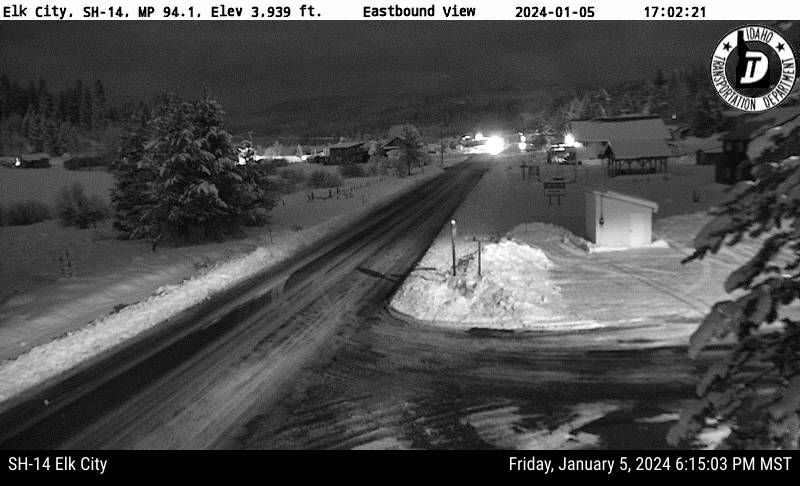 Elk City, SH-14, MP 94.1, Elev 3,939 ft. Eastbound View 2024-01-05 17:02:21
IDAHO
TRANSPORTATION DEPARTMENT
SH-14 Elk City Friday, January 5, 2024 6:15:03 PM MST